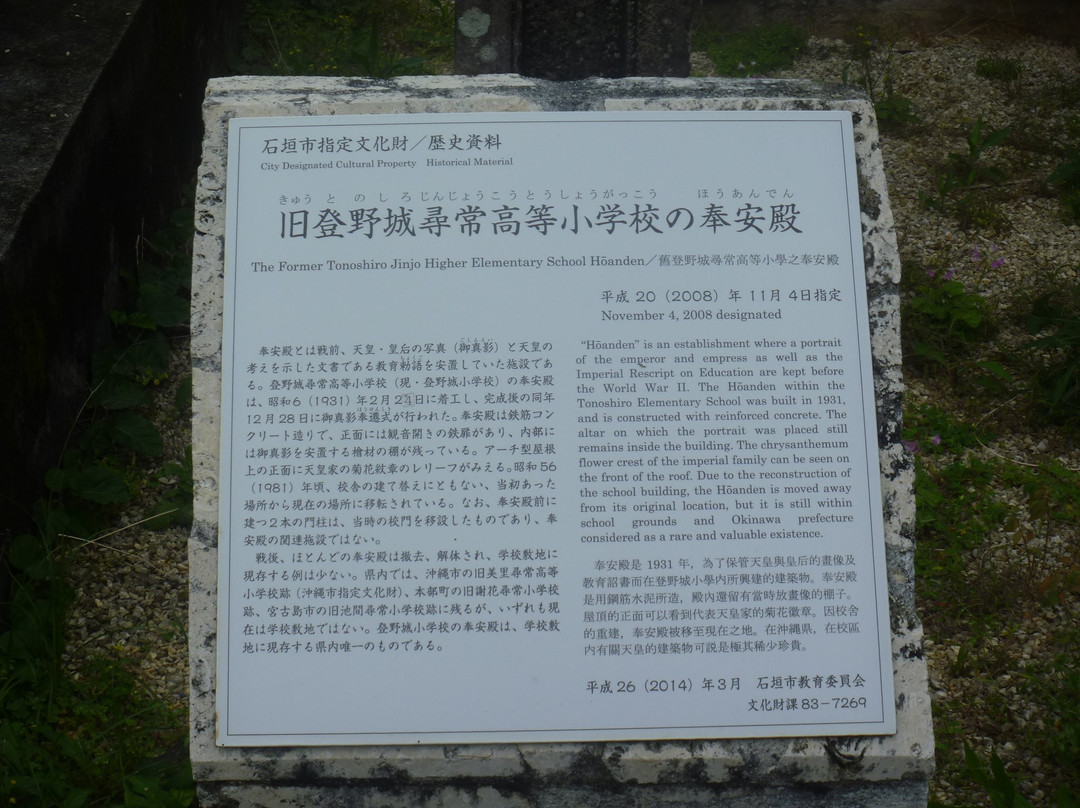 石垣市指定文化財／歴史資料
City Designated Cultural Property Historical Material
きゅうとのしろじんじょうこうとうしょうがっこう ほうあんでん
旧登野城尋常高等小学校の奉安殿
The Former Tonoshiro Jinjo Higher Elementary School Hōanden／舊登野城尋常高等小學之奉安殿
平成 20（2008）年 11月 4日指定
November 4, 2008 designated
奉安殿とは戦前、天皇・皇后の写真（御真影）と天皇の
考えを示した文書である教育勅語を安置していた施設であ
る。登野城尋常高等小学校（現・登野城小学校）の奉安殿
は、昭和6（1931）年2月24日に着工し、完成後の同年
12月28日に御真影奉遷式が行われた。奉安殿は鉄筋コン
クリート造りで、正面には観音開きの鉄扉があり、内部に
は御真影を安置する檜材の棚が残っている。アーチ型屋根
上の正面に天皇家の菊花紋章のレリーフがみえる。昭和56
（1981）年頃、校舎の建て替えにともない、当初あった
場所から現在の場所に移転されている。なお、奉安殿前に
建つ2本の門柱は、当時の校門を移設したものであり、奉
安殿の関連施設ではない。
戦後、ほとんどの奉安殿は撤去、解体され、学校敷地に
現存する例は少ない。県内では、沖縄市の旧美里尋常高等
小学校跡（沖縄市指定文化財）、本部町の旧謝花尋常小学校
跡、宮古島市の旧池間尋常小学校跡に残るが、いずれも現
在は学校敷地ではない。登野城小学校の奉安殿は、学校敷
地に現存する県内唯一のものである。
“Hōanden” is an establishment where a portrait
of the emperor and empress as well as the
Imperial Rescript on Education are kept before
the World War II. The Hōanden within the
Tonoshiro Elementary School was built in 1931,
and is constructed with reinforced concrete. The
altar on which the portrait was placed still
remains inside the building. The chrysanthemum
flower crest of the imperial family can be seen on
the front of the roof. Due to the reconstruction of
the school building, the Hōanden is moved away
from its original location, but it is still within
school grounds and Okinawa prefecture
considered as a rare and valuable existence.
奉安殿是 1931 年，為了保管天皇與皇后的畫像及
教育詔書而在登野城小學內所興建的建築物。奉安殿
是用鋼筋水泥所造，殿內還留有當時放畫像的棚子。
屋頂的正面可以看到代表天皇家的菊花徽章。因校舍
的重建，奉安殿被移至現在之地。在沖繩県，在校區
內有關天皇的建築物可説是極其稀少珍貴。
平成 26（2014）年3月 石垣市教育委員会
文化財課 83－7269